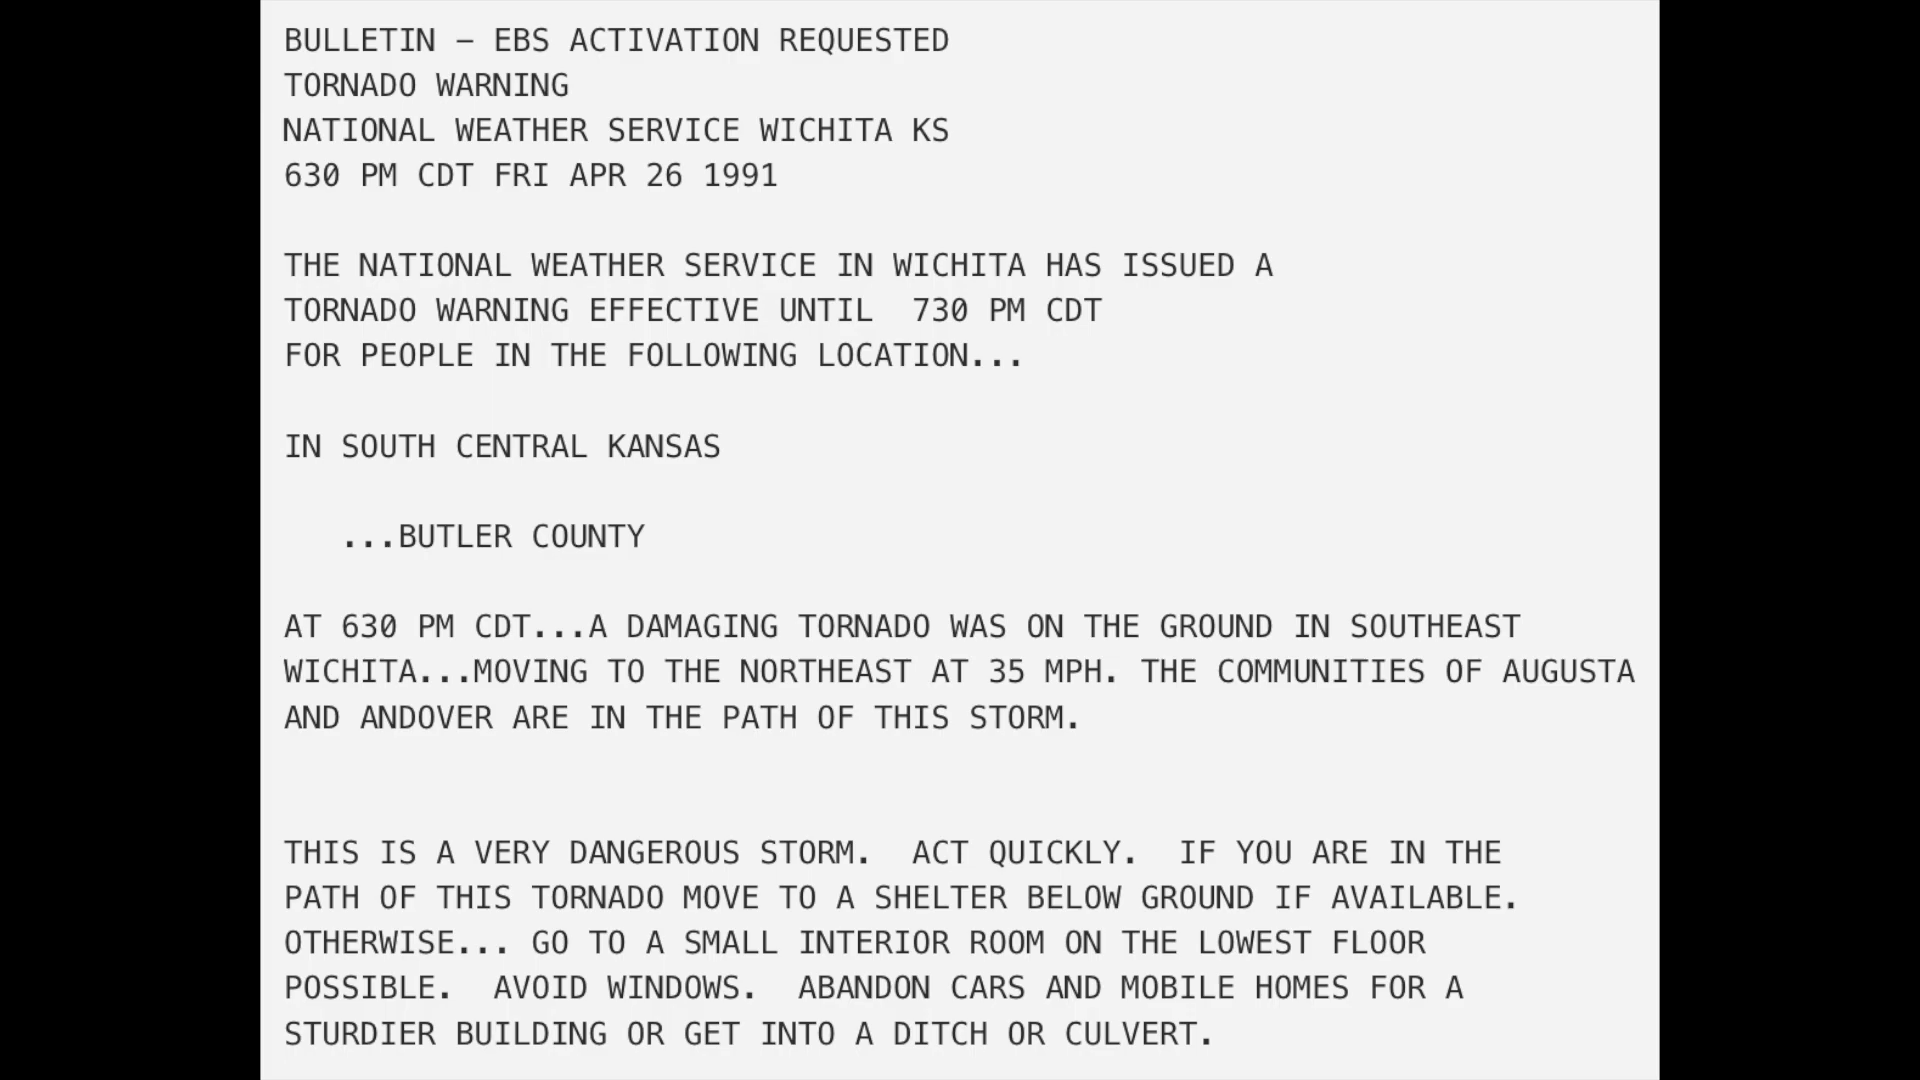 BULLETIN – EBS ACTIVATION REQUESTED
TORNADO WARNING
NATIONAL WEATHER SERVICE WICHITA KS
630 PM CDT FRI APR 26 1991
THE NATIONAL WEATHER SERVICE IN WICHITA HAS ISSUED A
TORNADO WARNING EFFECTIVE UNTIL  730 PM CDT
FOR PEOPLE IN THE FOLLOWING LOCATION...
IN SOUTH CENTRAL KANSAS
...BUTLER COUNTY
AT 630 PM CDT...A DAMAGING TORNADO WAS ON THE GROUND IN SOUTHEAST
WICHITA...MOVING TO THE NORTHEAST AT 35 MPH. THE COMMUNITIES OF AUGUSTA
AND ANDOVER ARE IN THE PATH OF THIS STORM.
THIS IS A VERY DANGEROUS STORM.  ACT QUICKLY.  IF YOU ARE IN THE
PATH OF THIS TORNADO MOVE TO A SHELTER BELOW GROUND IF AVAILABLE.
OTHERWISE... GO TO A SMALL INTERIOR ROOM ON THE LOWEST FLOOR
POSSIBLE.  AVOID WINDOWS.  ABANDON CARS AND MOBILE HOMES FOR A
STURDIER BUILDING OR GET INTO A DITCH OR CULVERT.